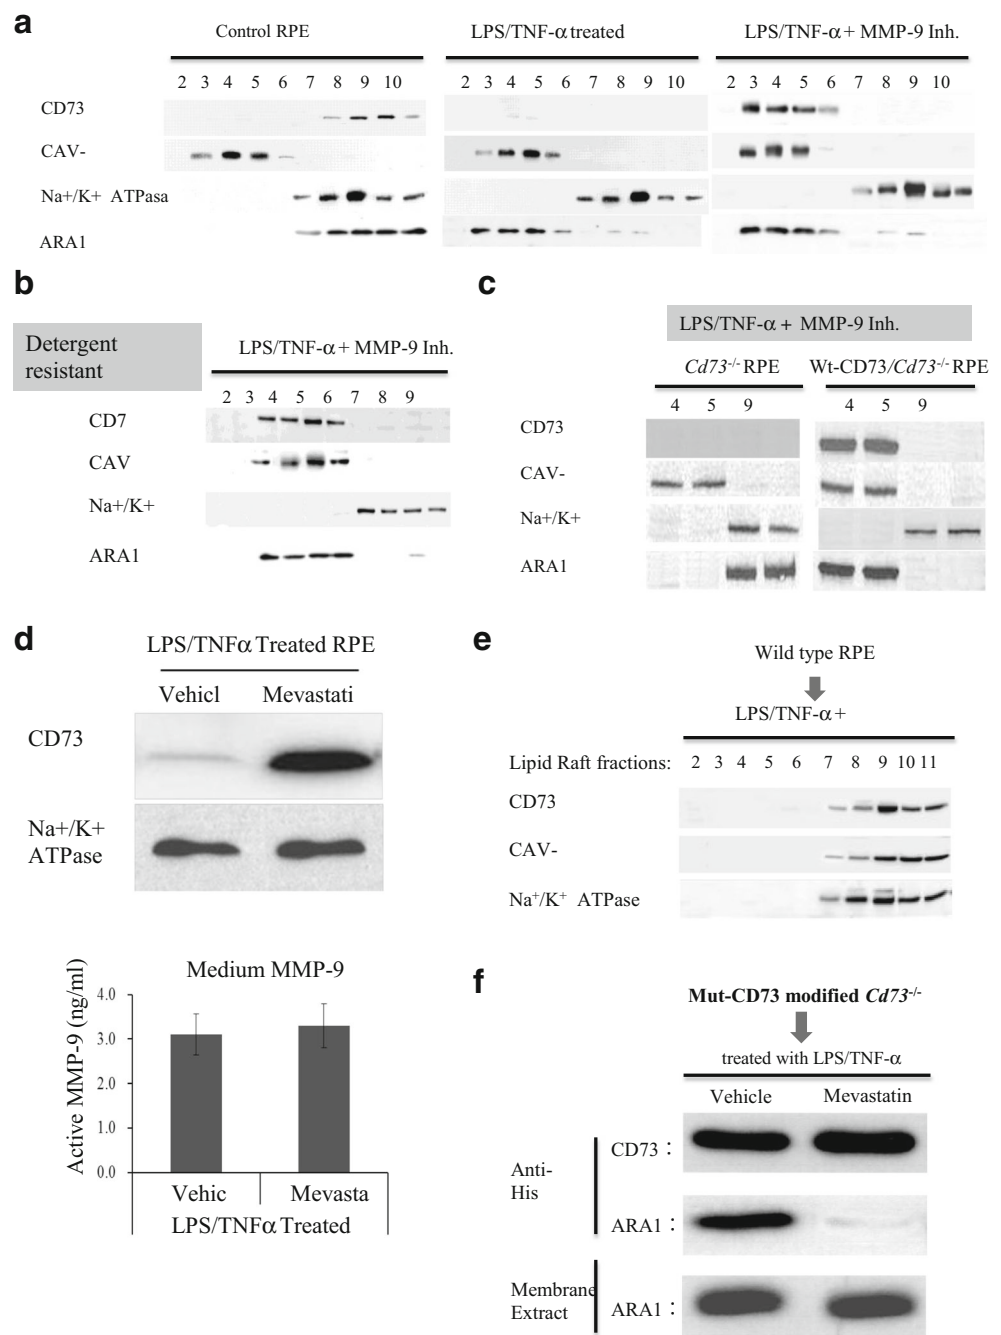 a
Control RPE
LPS/TNF-α treated
LPS/TNF-α + MMP-9 Inh.
2 3 4 5 6 7 8 9 10
2 3 4 5 6 7 8 9 10
2 3 4 5 6 7 8 9 10
CD73
CAV-
Na+/K+ ATPasa
ARA1
b
Detergent
resistant
LPS/TNF-α + MMP-9 Inh.
2 3 4 5 6 7 8 9
CD7
CAV
Na+/K+
ARA1
c
LPS/TNF-α + MMP-9 Inh.
Cd73-/- RPE
Wt-CD73/Cd73-/- RPE
4 5 9
4 5 9
CD73
CAV-
Na+/K+
ARA1
d
LPS/TNFα Treated RPE
Vehicl Mevastati
CD73
Na+/K+
ATPase
Medium MMP-9
Active MMP-9 (ng/ml)
4.0
3.0
2.0
1.0
0.0
Vehic Mevasta
LPS/TNFα Treated
e
Wild type RPE
LPS/TNF-α +
Lipid Raft fractions: 2 3 4 5 6 7 8 9 10 11
CD73
CAV-
Na+/K+ ATPase
f
Mut-CD73 modified Cd73-/-
treated with LPS/TNF-α
Vehicle Mevastatin
Anti-
His
CD73 :
ARA1 :
Membrane
Extract
ARA1 :